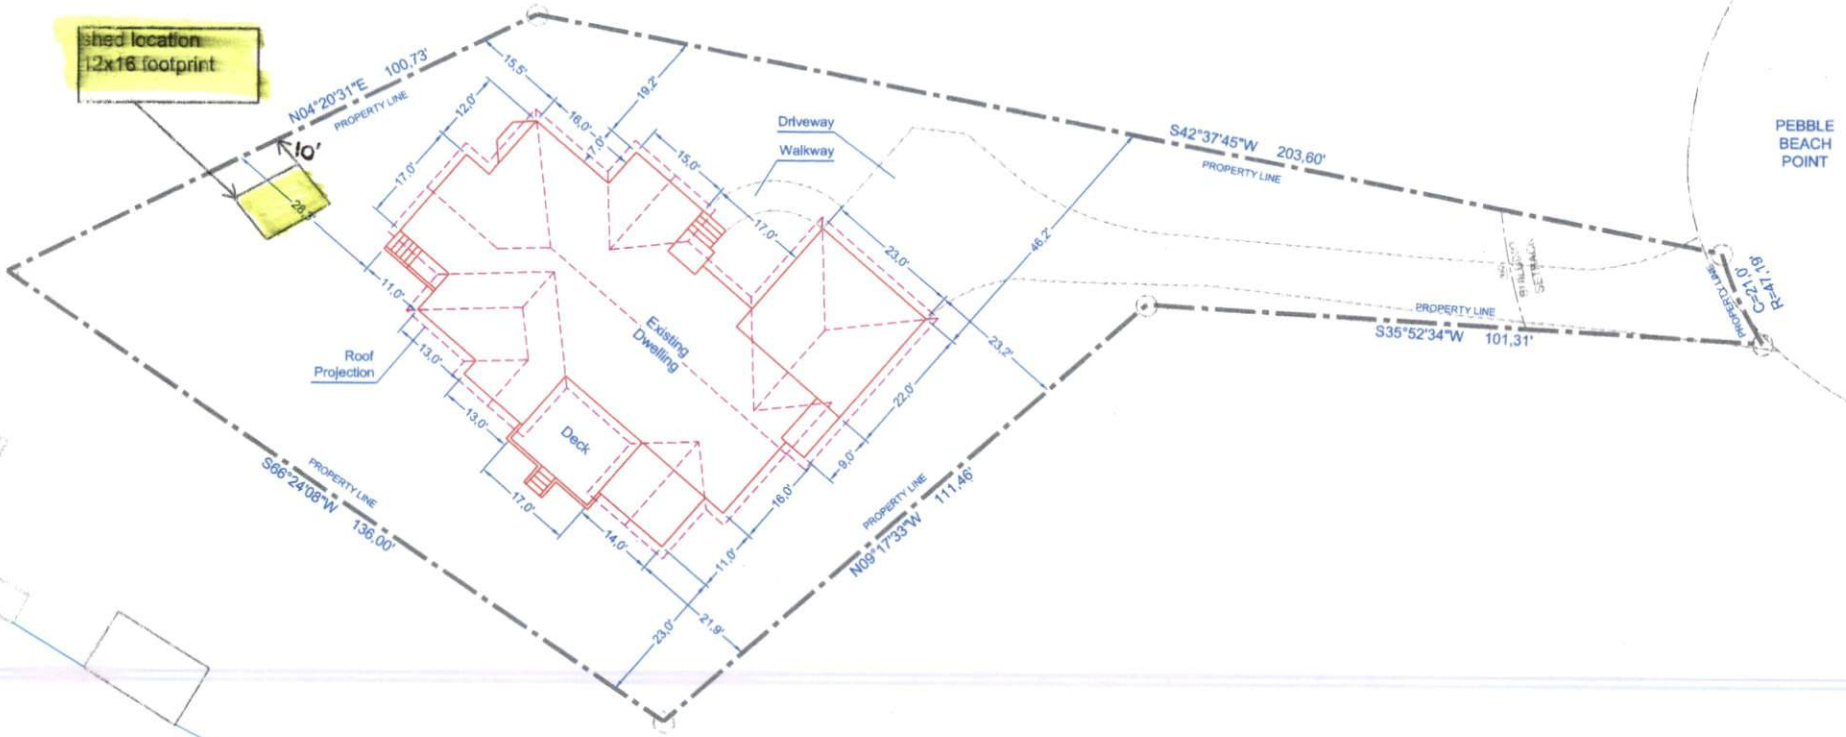 shed location
12x16 footprint
N04°20'31"E 100,73'
PROPERTY LINE
10'
15,5'
12,0'
16,0'
7,0'
19,2'
17,0'
15,0'
Driveway
Walkway
S42°37'45"W 203,60'
PROPERTY LINE
PEBBLE
BEACH
POINT
17,0'
23,0'
46,2'
SETBACK
PROPERTY LINE
C=21,0'
R=47,19'
11,0'
Roof
Projection
13,0'
Existing
Dwelling
23,2'
PROPERTY LINE
S35°52'34"W 101,31'
13,0'
Deck
22,0'
9,0'
17,0'
16,0'
14,0'
11,0'
PROPERTY LINE
S66°24'08"W 136,00'
PROPERTY LINE
N09°17'33"W 111,46'
23,0'
21,9'